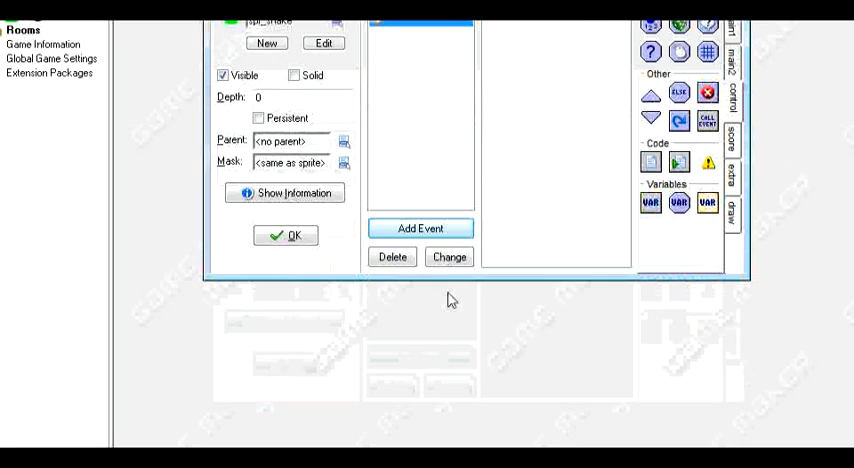 Rooms
Game Information
Global Game Settings
Extension Packages
spr_snake
New
Edit
Visible
Solid
Depth: 0
Persistent
Parent: <no parent>
Mask: <same as sprite>
Show Information
OK
Add Event
Delete
Change
Other
ELSE
CALL EVENT
Code
Variables
VAR
VAR
VAR
main2
control
score
extra
draw